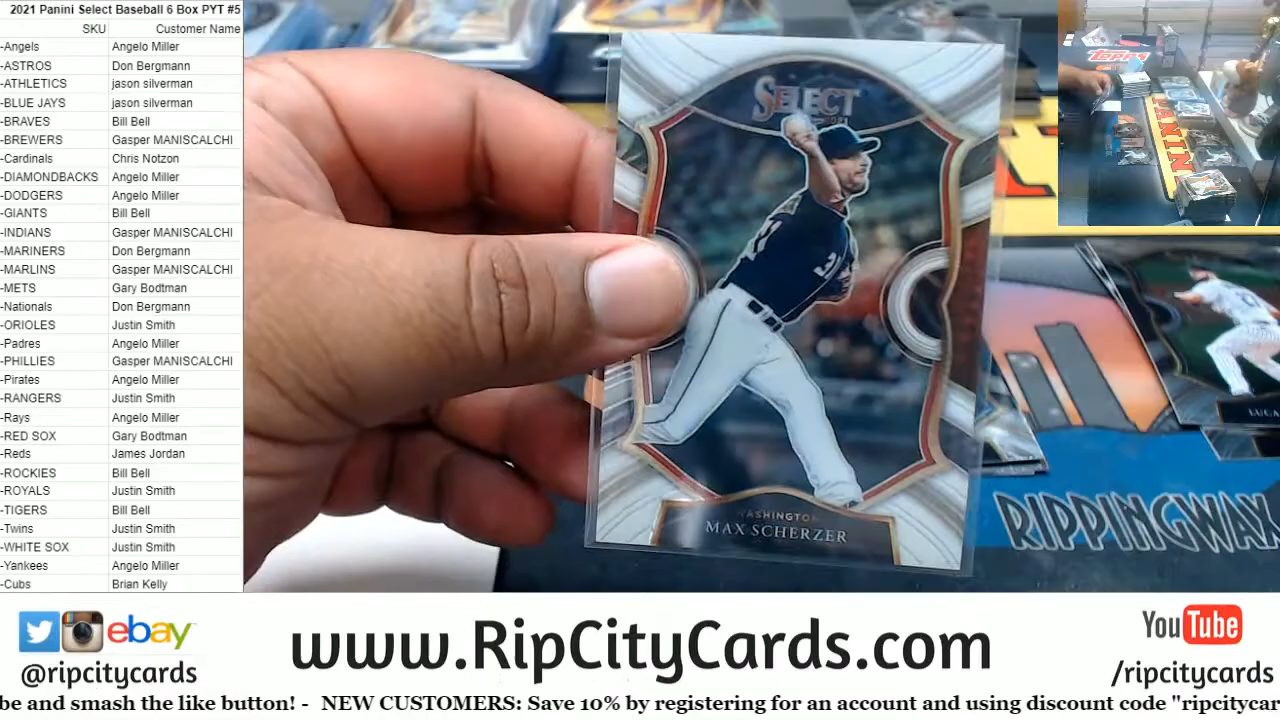 2021 Panini Select Baseball 6 Box PYT #5
SKU Customer Name
-Angels Angelo Miller
-ASTROS Don Bergmann
-ATHLETICS jason silverman
-BLUE JAYS jason silverman
-BRAVES Bill Bell
-BREWERS Gasper MANISCALCHI
-Cardinals Chris Notzon
-DIAMONDBACKS Angelo Miller
-DODGERS Angelo Miller
-GIANTS Bill Bell
-INDIANS Gasper MANISCALCHI
-MARINERS Don Bergmann
-MARLINS Gasper MANISCALCHI
-METS Gary Bodtman
-Nationals Don Bergmann
-ORIOLES Justin Smith
-Padres Angelo Miller
-PHILLIES Gasper MANISCALCHI
-Pirates Angelo Miller
-RANGERS Justin Smith
-Rays Angelo Miller
-RED SOX Gary Bodtman
-Reds James Jordan
-ROCKIES Bill Bell
-ROYALS Justin Smith
-TIGERS Bill Bell
-Twins Justin Smith
-WHITE SOX Justin Smith
-Yankees Angelo Miller
-Cubs Brian Kelly
SELECT
31
WASHINGTON
MAX SCHERZER
Topps
PANINI
RIPPINGWAX
ebay
@ripcitycards
www.RipCityCards.com
YouTube
/ripcitycards
be and smash the like button! - NEW CUSTOMERS: Save 10% by registering for an account and using discount code "ripcitycar